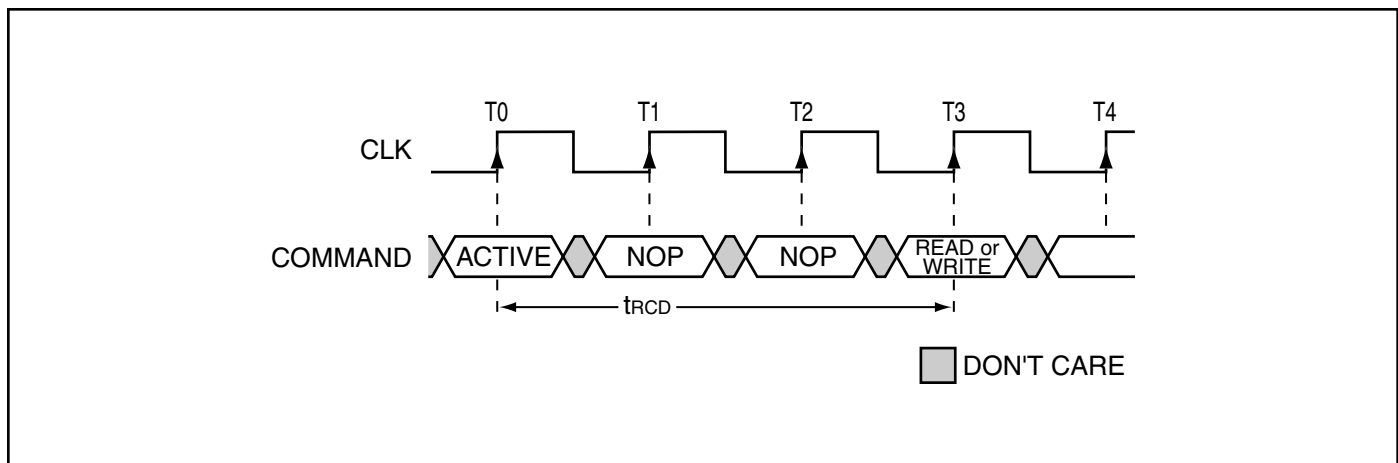 T0 T1 T2 T3 T4
CLK
COMMAND ACTIVE NOP NOP READ or
WRITE
tRCD
DON'T CARE